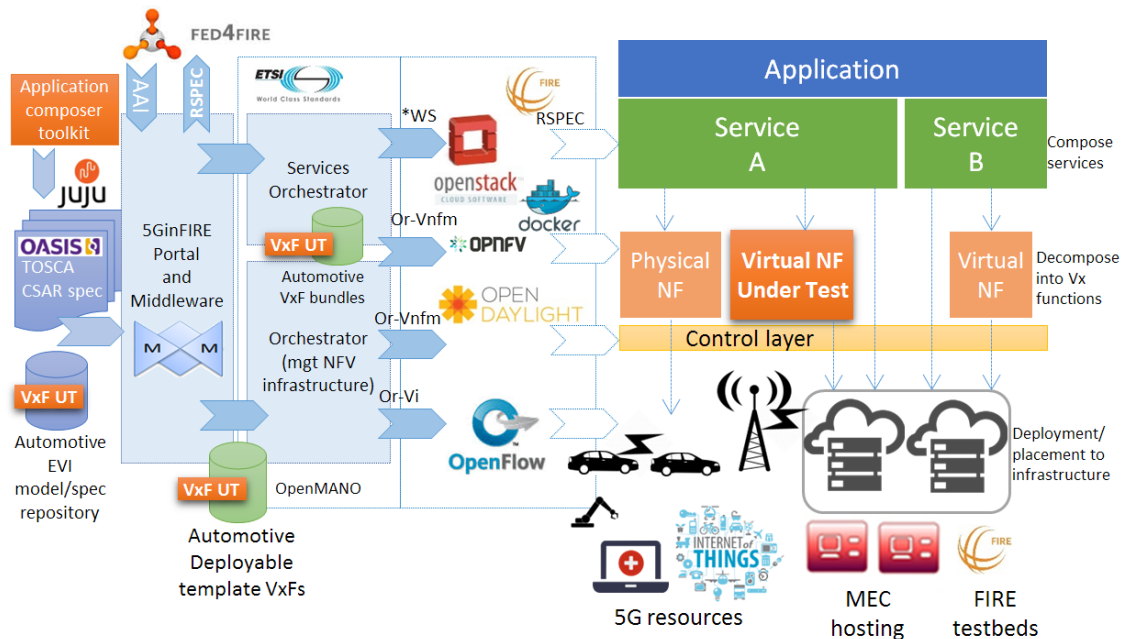 FED4FIRE
Application
composer
toolkit
AAI
RSPEC
JUJU
OASIS
TOSCA
CSAR spec
VxF UT
Automotive
EVI
model/spec
repository
5GinFIRE
Portal
and
Middleware
M M
ETSI
World Class Standards
Services
Orchestrator
VxF UT
Automotive
VxF bundles
Orchestrator
(mgt NFV
infrastructure)
VxF UT
OpenMANO
Automotive
Deployable
template VxFs
*WS
Or-Vnfm
Or-Vnfm
Or-Vi
FIRE
RSPEC
openstack™
CLOUD SOFTWARE
docker
OPNFV
OPEN
DAYLIGHT
OpenFlow
™
Application
Service
A
Service
B
Compose
services
Physical
NF
Virtual NF
Under Test
Virtual
NF
Decompose
into Vx
functions
Control layer
Deployment/
placement to
infrastructure
INTERNET of
THINGS
5G resources
MEC
hosting
FIRE
FIRE
testbeds